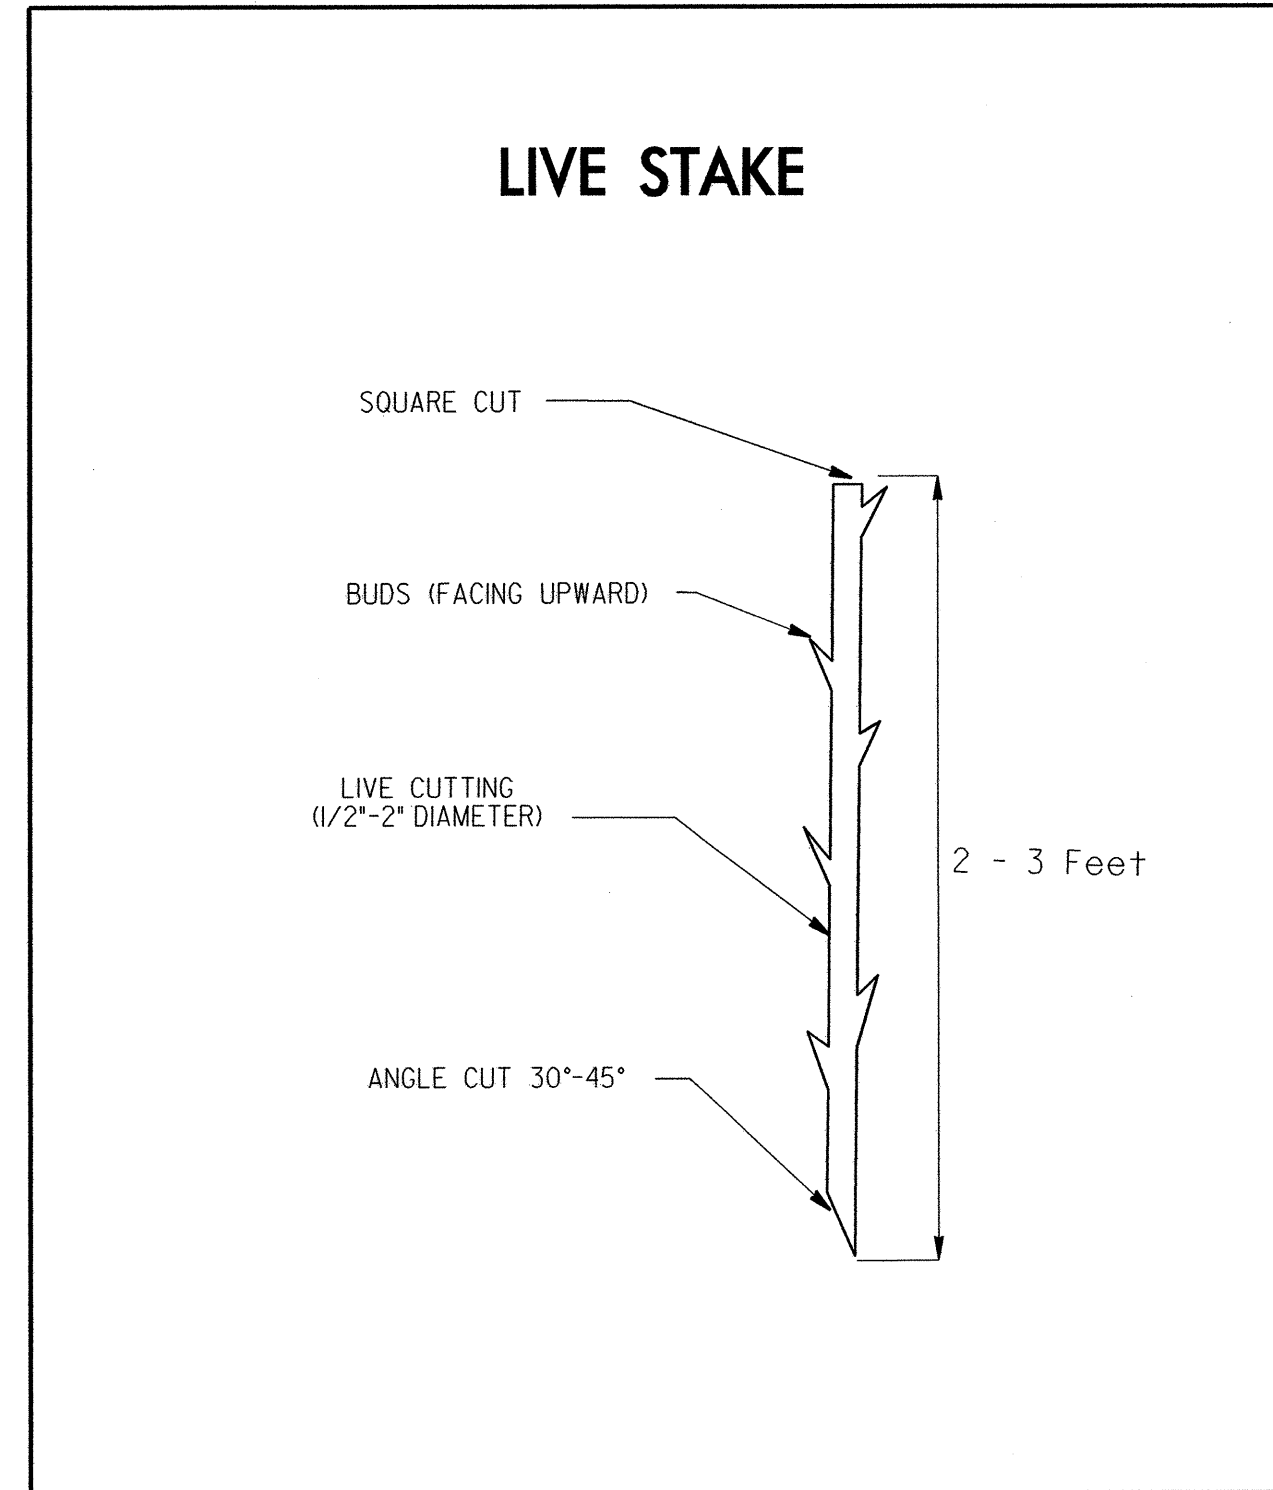 LIVE STAKE
SQUARE CUT
BUDS (FACING UPWARD)
LIVE CUTTING
(1/2"-2" DIAMETER)
2 - 3 Feet
ANGLE CUT 30°-45°